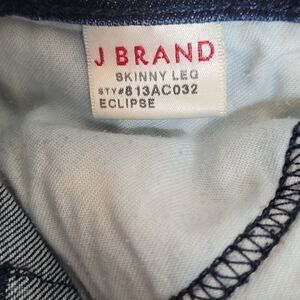 J BRAND
SKINNY LEG
STY#813AC032
ECLIPSE